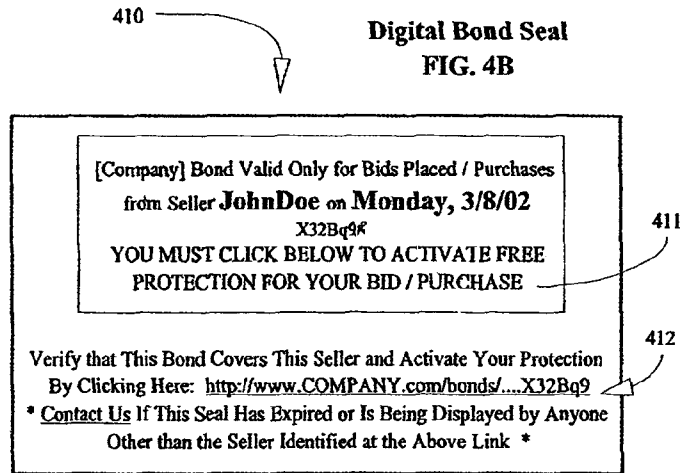 410
Digital Bond Seal
FIG. 4B
[Company] Bond Valid Only for Bids Placed / Purchases
from Seller JohnDoe on Monday, 3/8/02
X32Bq9R
YOU MUST CLICK BELOW TO ACTIVATE FREE
PROTECTION FOR YOUR BID / PURCHASE
411
412
Verify that This Bond Covers This Seller and Activate Your Protection
By Clicking Here: http://www.COMPANY.com/bonds/....X32Bq9
* Contact Us If This Seal Has Expired or Is Being Displayed by Anyone
Other than the Seller Identified at the Above Link *